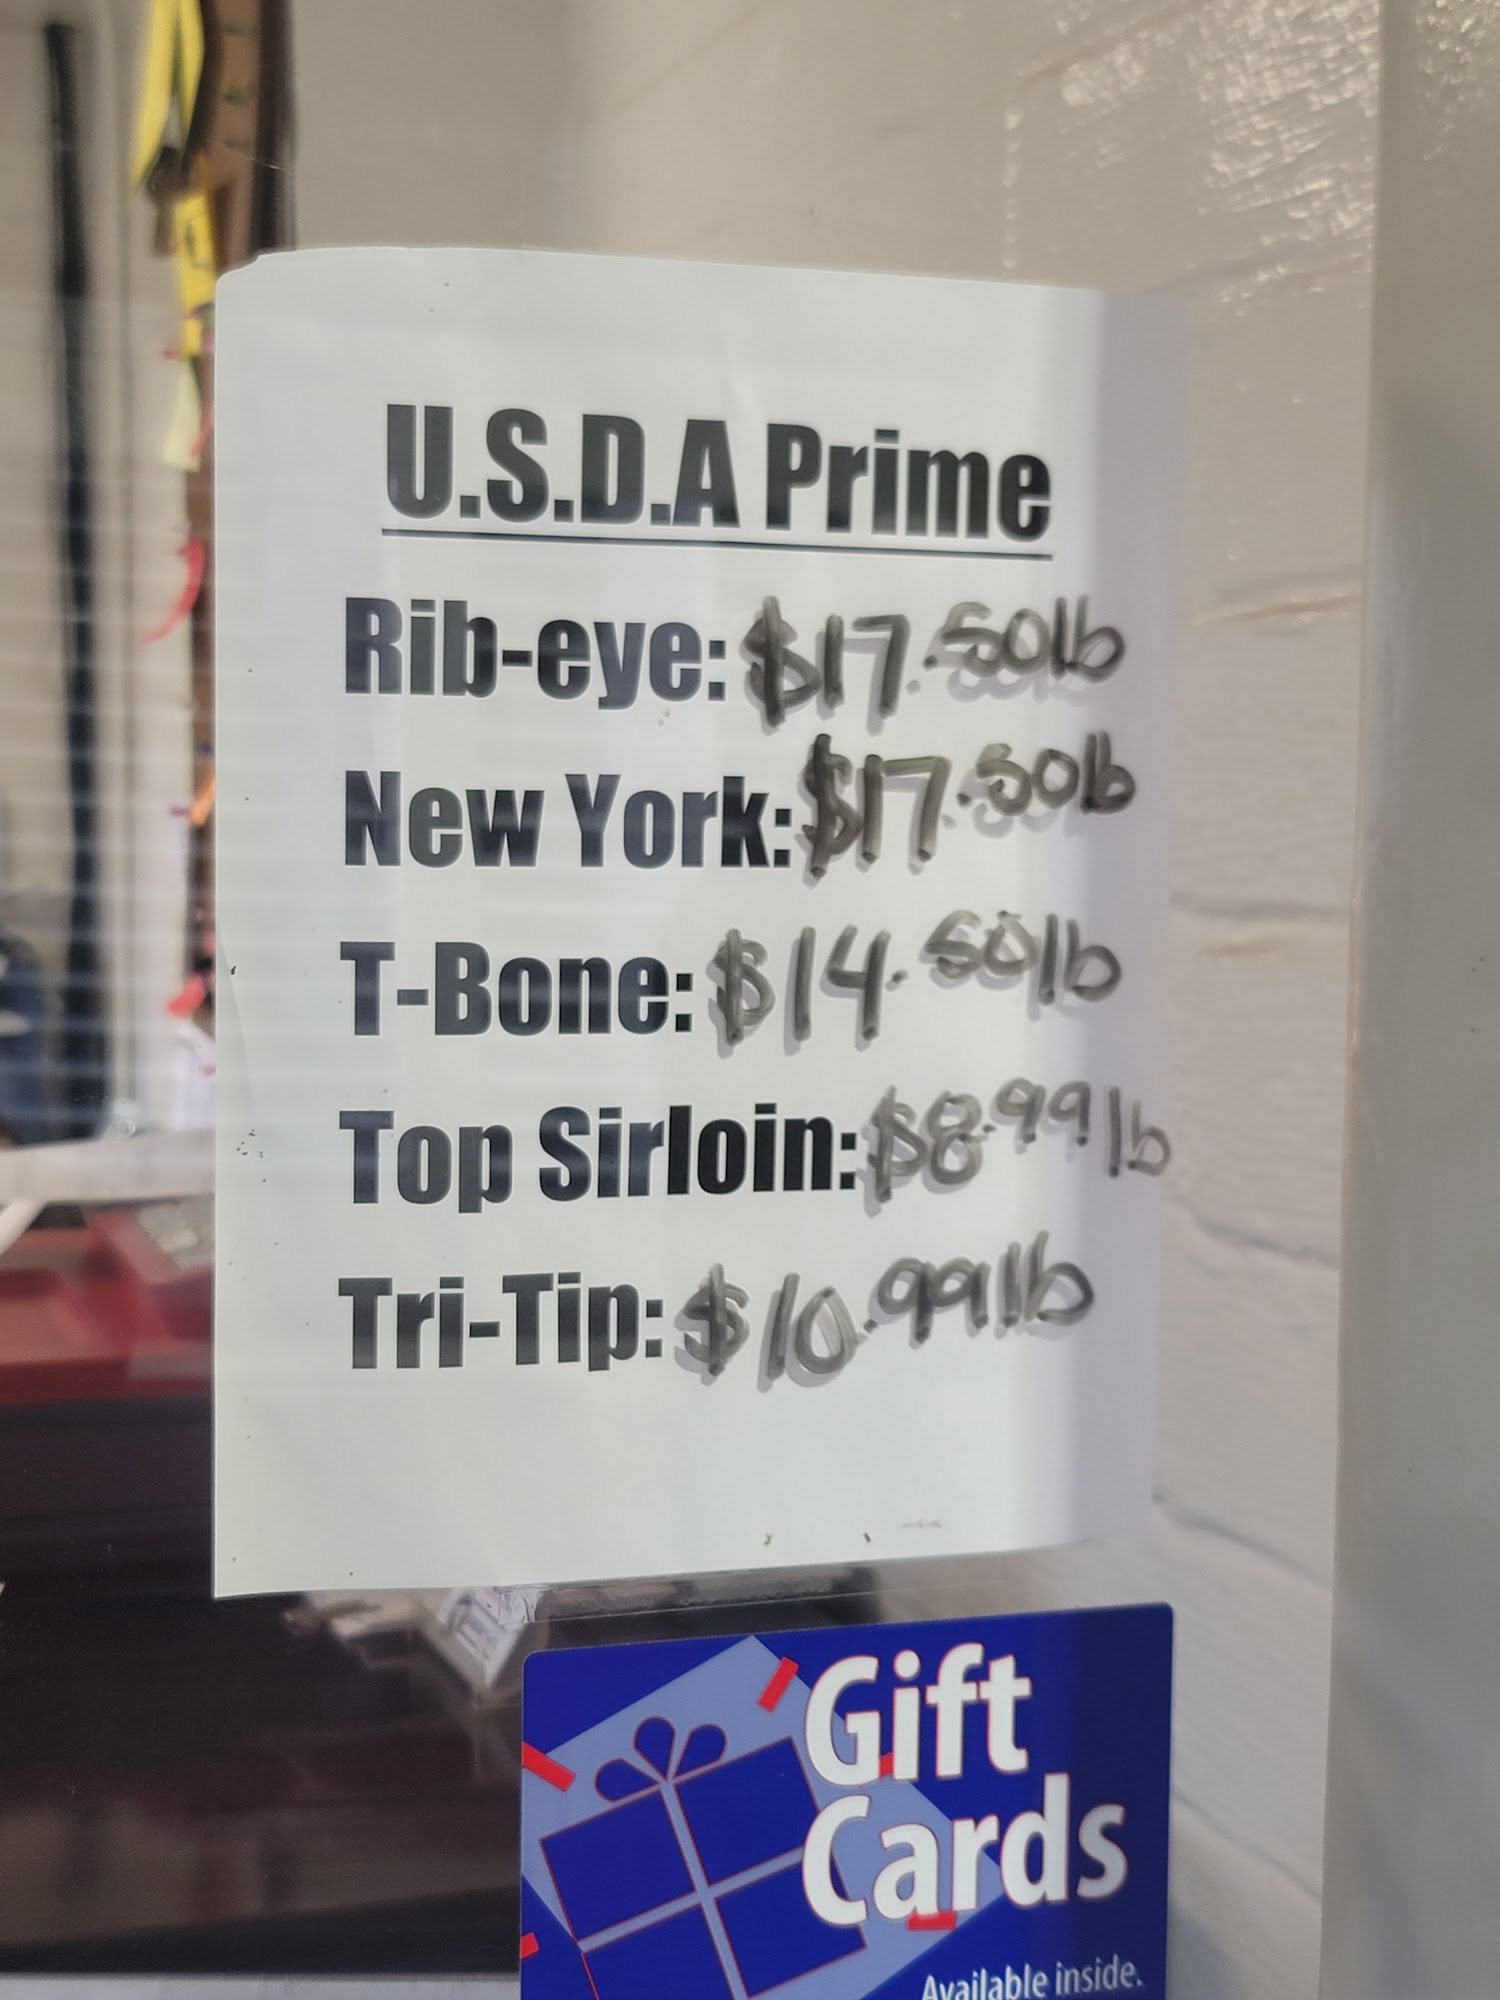 U.S.D.A Prime
Rib-eye: $17.50lb
New York: $17.50lb
T-Bone: $14.50lb
Top Sirloin: $8.99lb
Tri-Tip: $10.99lb
Gift
Cards
Available inside.